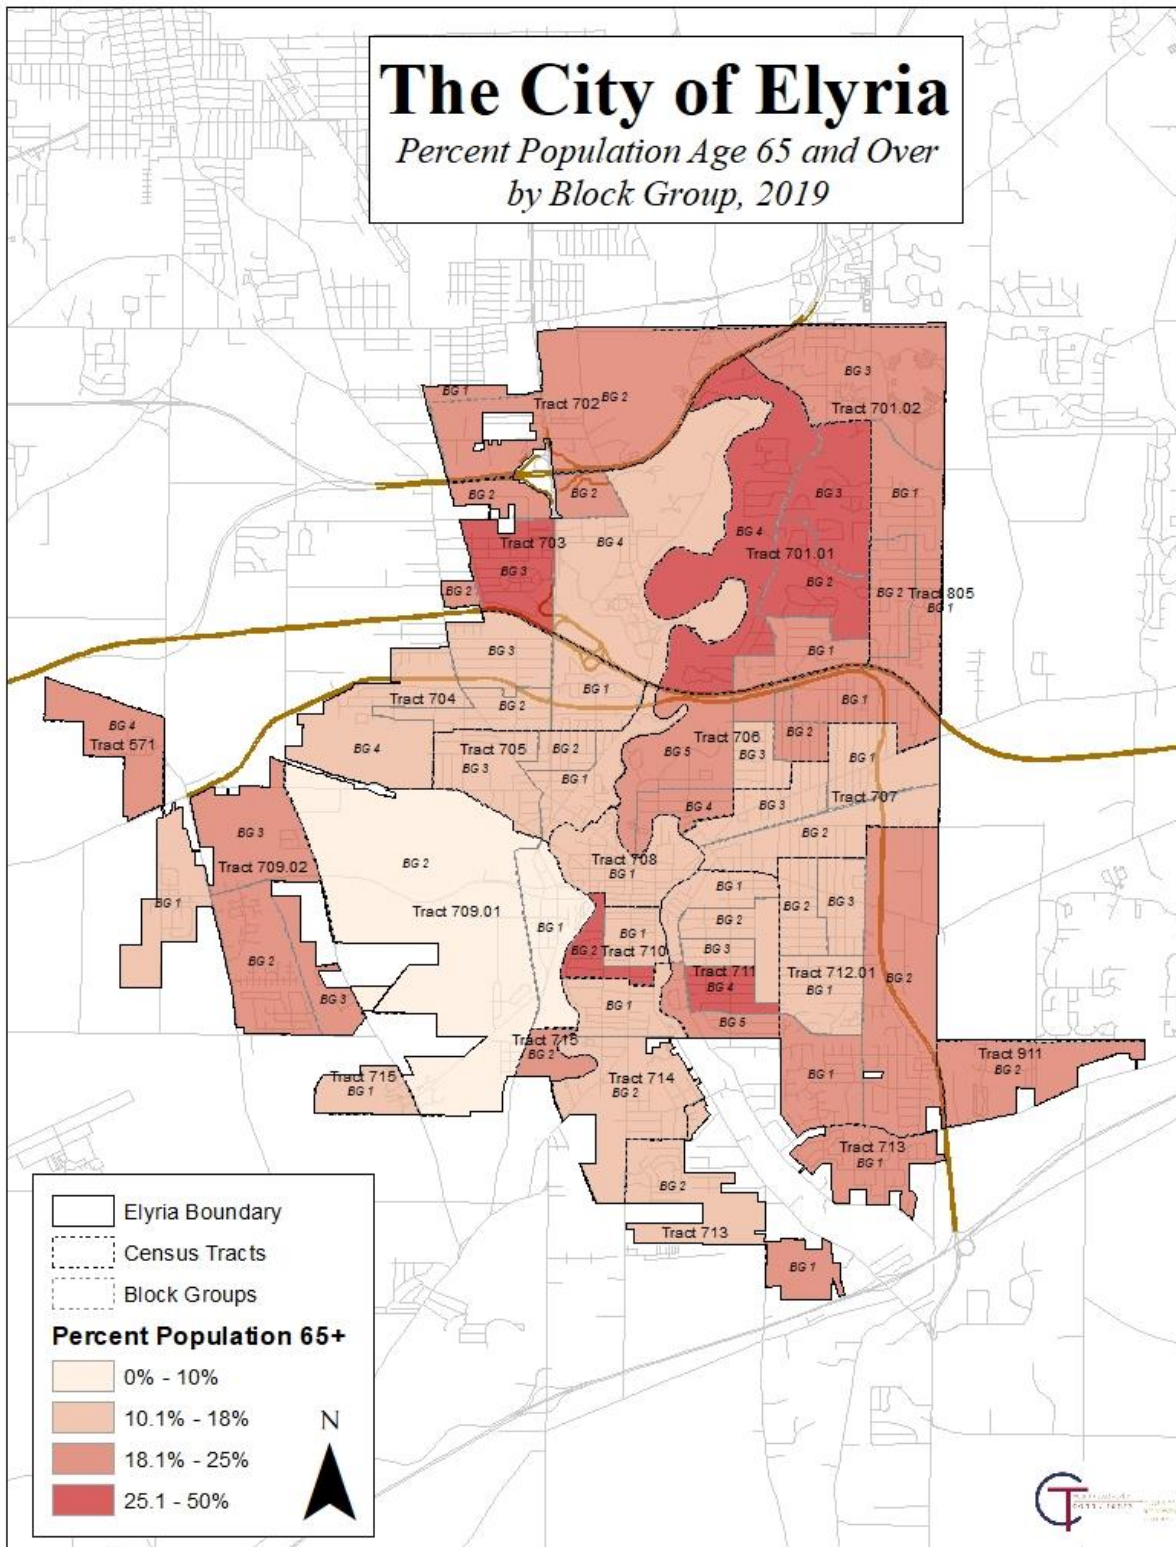 The City of Elyria
Percent Population Age 65 and Over
by Block Group, 2019
BG 3
BG 1
Tract 702
BG 2
Tract 701.02
BG 2
BG 2
BG 3
BG 1
BG 4
Tract 703
BG 4
Tract 701.01
BG 3
BG 2
BG 2
BG 2
Tract 805
BG 1
BG 3
BG 1
Tract 704
BG 1
BG 2
BG 1
BG 4
Tract 571
BG 4
Tract 705
BG 3
BG 2
BG 1
Tract 706
BG 5
BG 3
BG 2
BG 1
Tract 707
BG 4
BG 3
BG 2
BG 3
Tract 709.02
BG 2
Tract 708
BG 1
BG 1
Tract 709.01
BG 1
BG 1
BG 2
BG 2
BG 3
BG 2
BG 1
BG 2
Tract 710
BG 3
BG 2
BG 3
Tract 711
BG 4
Tract 712.01
BG 1
BG 2
BG 1
BG 5
Tract 715
BG 2
Tract 911
BG 2
Tract 715
BG 1
Tract 714
BG 2
BG 1
Tract 713
BG 1
BG 2
Tract 713
BG 1
Elyria Boundary
Census Tracts
Block Groups
Percent Population 65+
0% - 10%
10.1% - 18%
18.1% - 25%
25.1 - 50%
N
CT